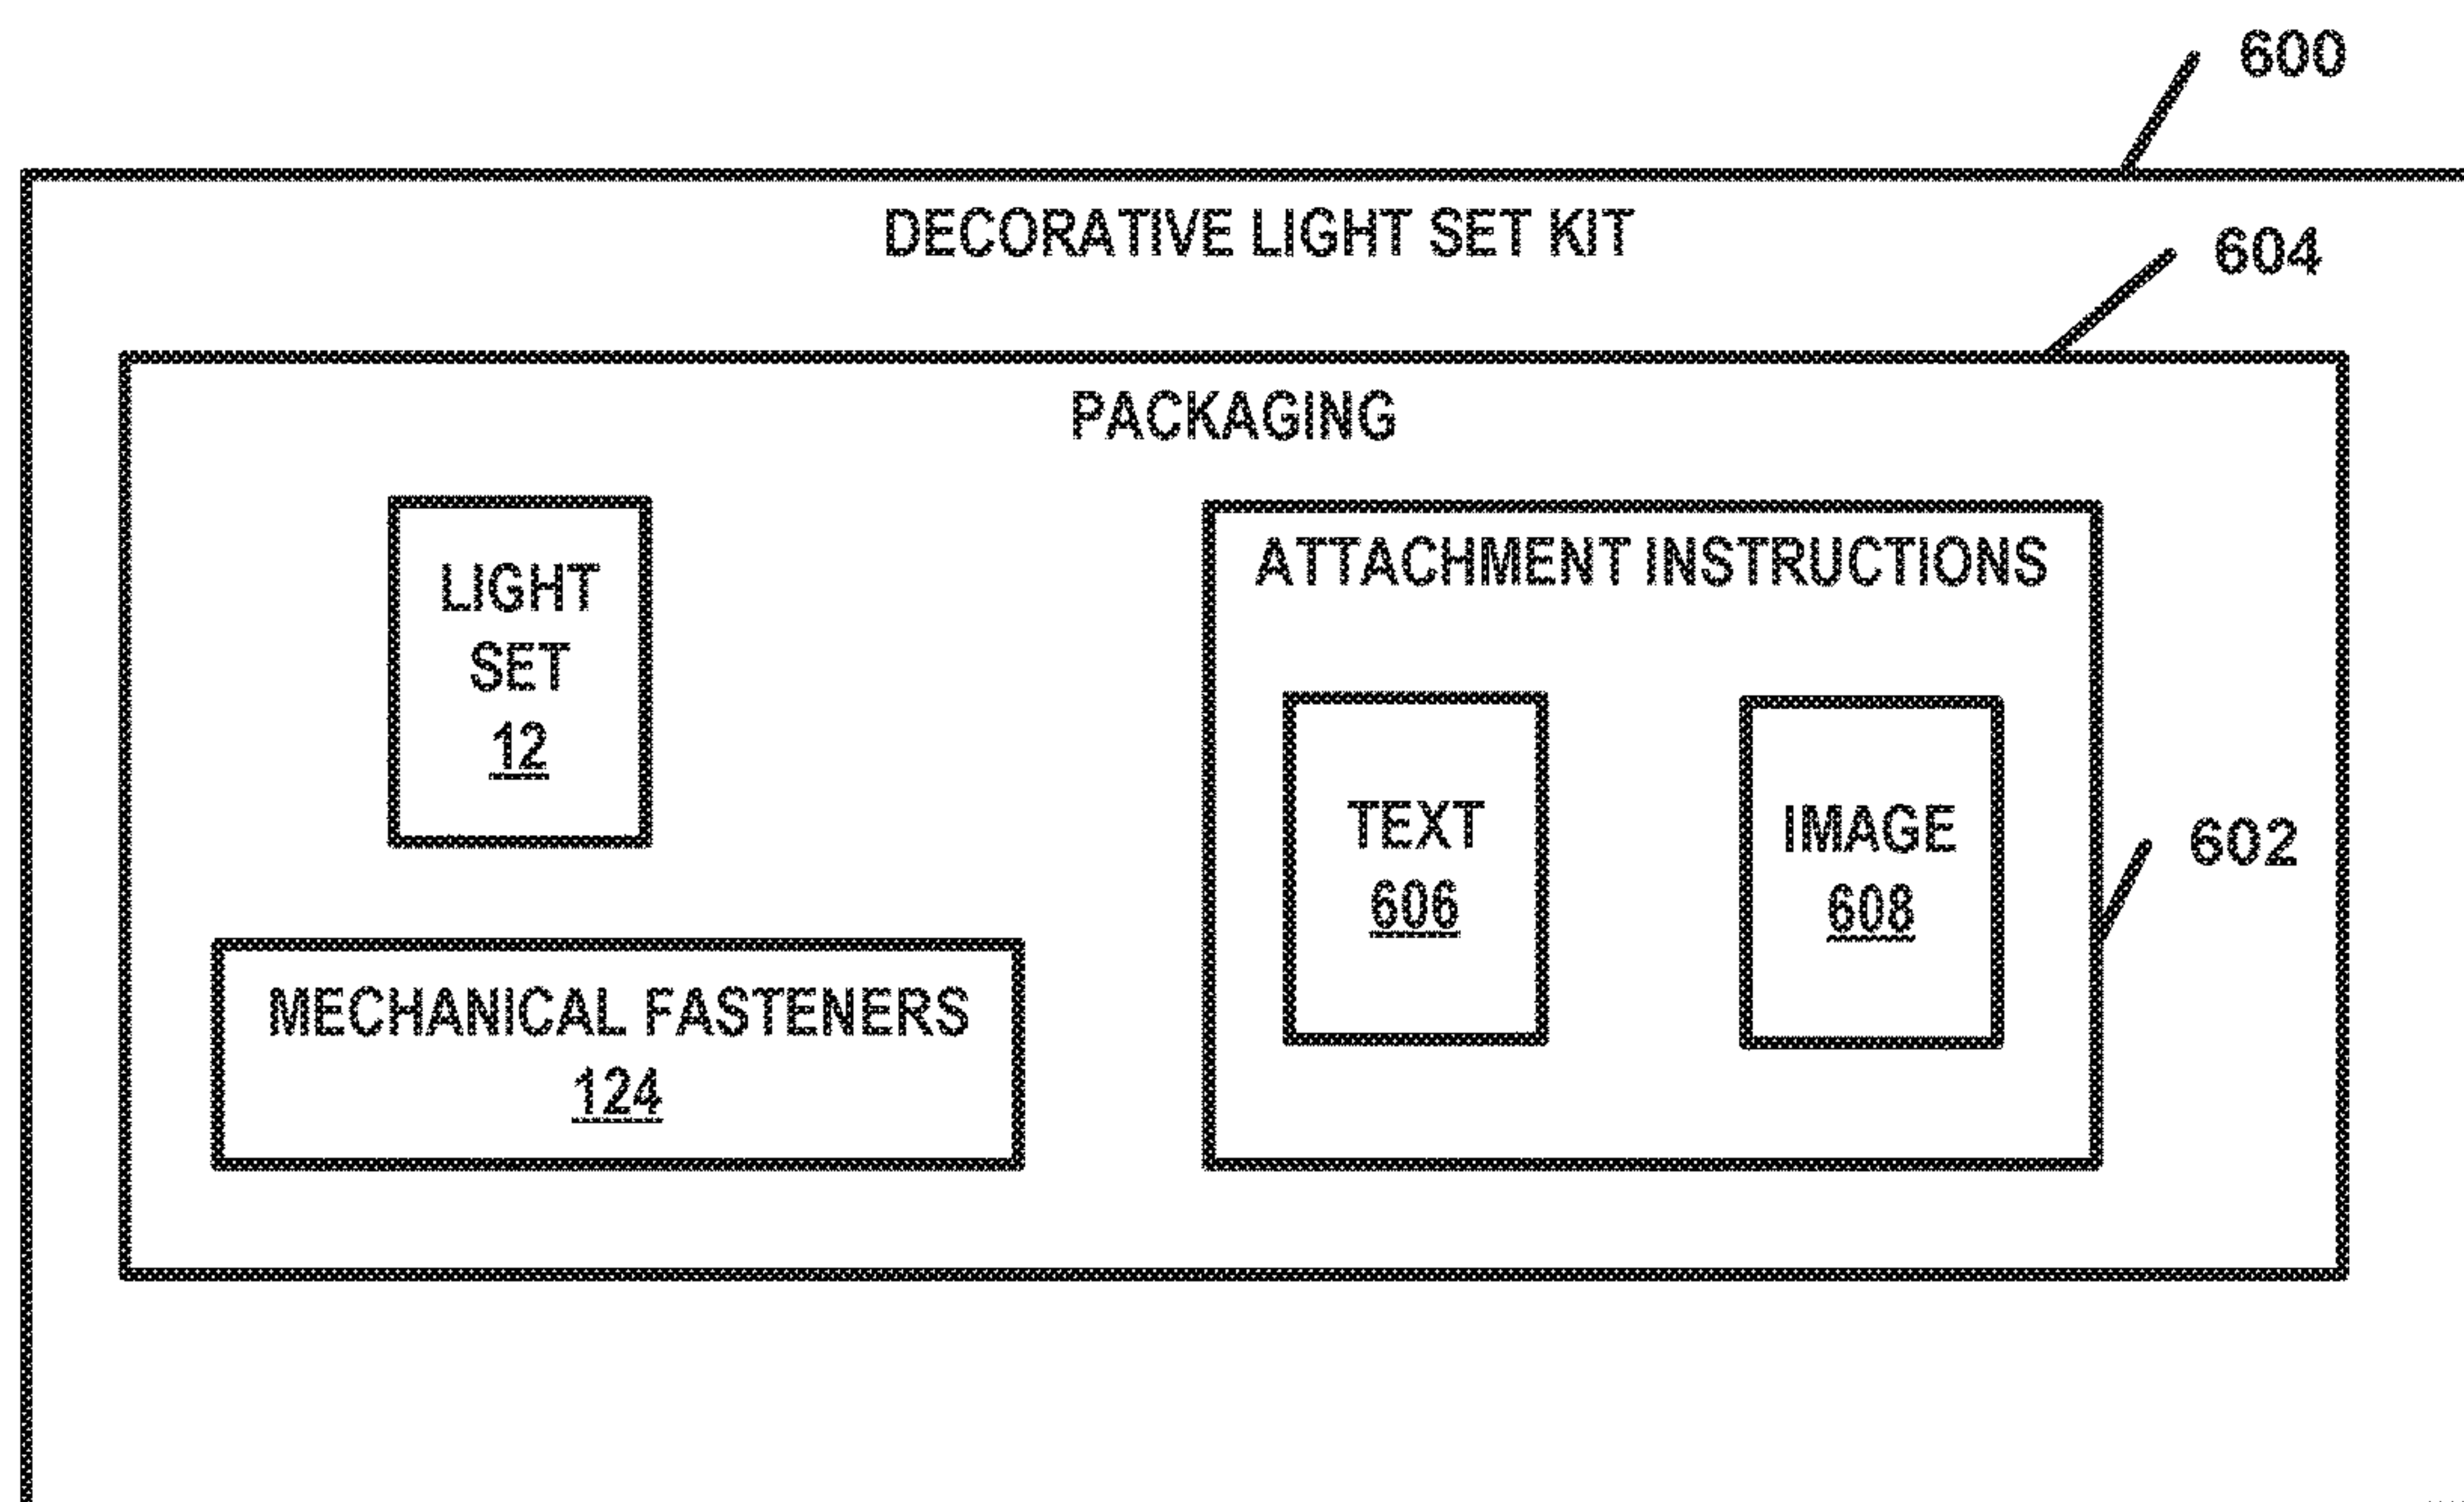 600
DECORATIVE LIGHT SET KIT
604
PACKAGING
LIGHT
SET
12
ATTACHMENT INSTRUCTIONS
TEXT
606
IMAGE
608
602
MECHANICAL FASTENERS
124